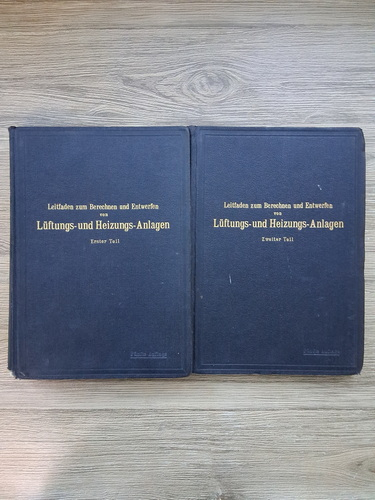 Leitfaden zum Berechnen und Entwerfen
von
Lüftungs-und Heizungs-Anlagen
Erster Teil
Leitfaden zum Berechnen und Entwerfen
von
Lüftungs-und Heizungs-Anlagen
Zweiter Teil